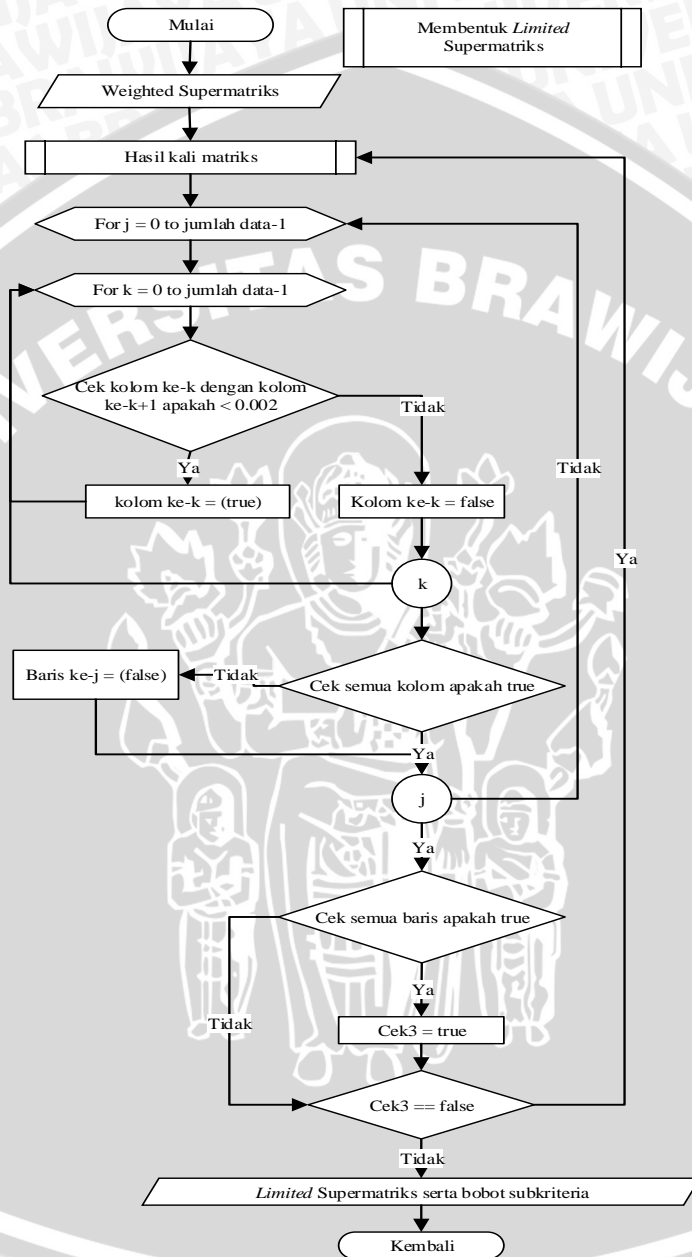 Mulai
Membentuk Limited
Supermatriks
Weighted Supermatriks
Hasil kali matriks
For j = 0 to jumlah data-1
For k = 0 to jumlah data-1
Cek kolom ke-k dengan kolom
ke-k+1 apakah < 0.002
Tidak
Ya
Tidak
kolom ke-k = (true)
Kolom ke-k = false
Ya
k
Baris ke-j = (false)
Tidak
Cek semua kolom apakah true
Ya
j
Ya
Cek semua baris apakah true
Ya
Tidak
Cek3 = true
Cek3 == false
Tidak
Limited Supermatriks serta bobot subkriteria
Kembali
UNIVERSITAS BRAWIJAYA